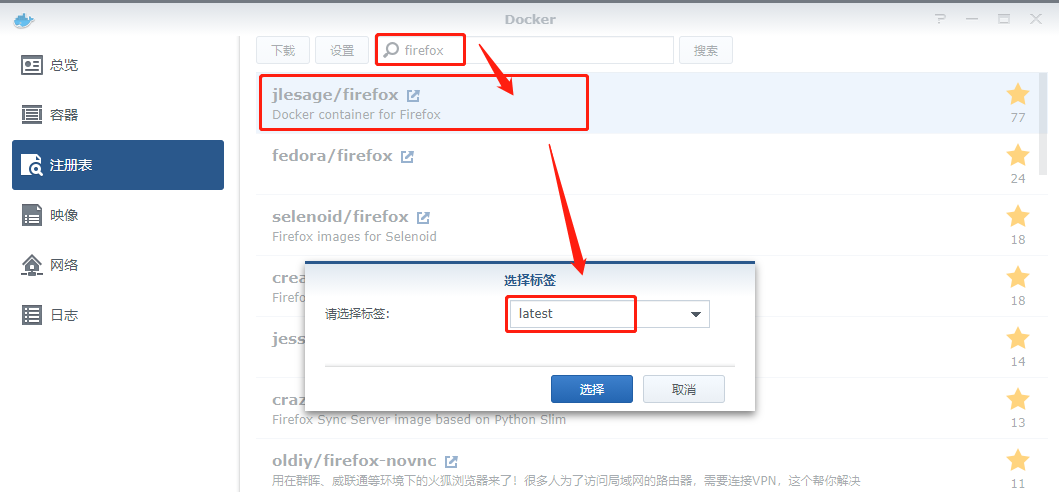 Docker
总览
容器
注册表
映像
网络
日志
下载 设置 firefox 搜索
jlesage/firefox
Docker container for Firefox
77
fedora/firefox
24
selenoid/firefox
Firefox images for Selenoid
18
crea
Firefo
18
jess
14
craz
Firefox Sync Server image based on Python Slim
13
oldiy/firefox-novnc
用在群晖、威联通等环境下的火狐浏览器来了！很多人为了访问局域网的路由器，需要连接VPN，这个帮你解决
11
选择标签
请选择标签:
latest
选择 取消